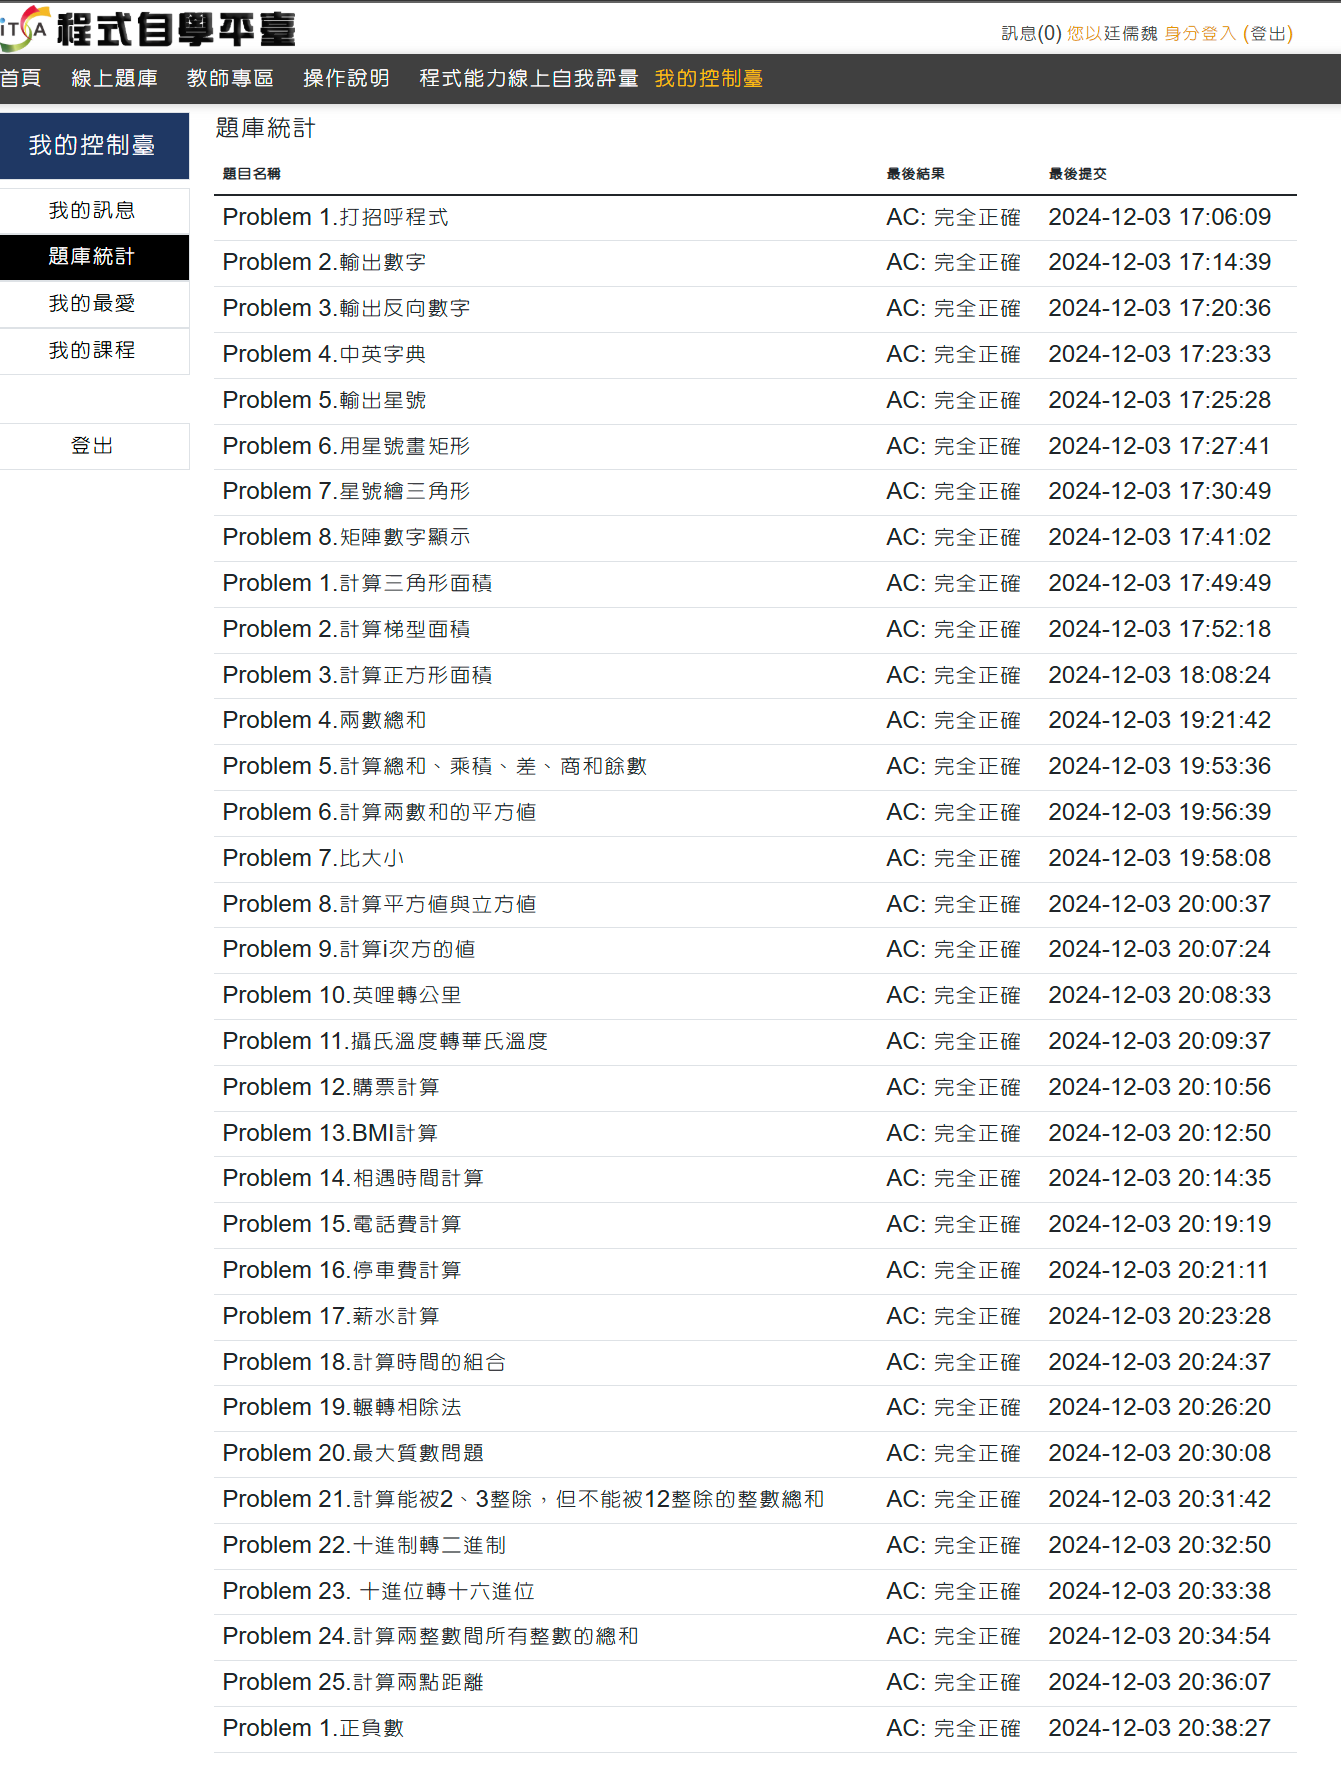 iTSA 程式自學平臺
訊息(0) 您以廷儒魏 身分登入 (登出)
首頁 線上題庫 教師專區 操作說明 程式能力線上自我評量 我的控制臺
我的控制臺
我的訊息
題庫統計
我的最愛
我的課程
登出
題庫統計
題目名稱 最後結果 最後提交
Problem 1.打招呼程式 AC: 完全正確 2024-12-03 17:06:09
Problem 2.輸出數字 AC: 完全正確 2024-12-03 17:14:39
Problem 3.輸出反向數字 AC: 完全正確 2024-12-03 17:20:36
Problem 4.中英字典 AC: 完全正確 2024-12-03 17:23:33
Problem 5.輸出星號 AC: 完全正確 2024-12-03 17:25:28
Problem 6.用星號畫矩形 AC: 完全正確 2024-12-03 17:27:41
Problem 7.星號繪三角形 AC: 完全正確 2024-12-03 17:30:49
Problem 8.矩陣數字顯示 AC: 完全正確 2024-12-03 17:41:02
Problem 1.計算三角形面積 AC: 完全正確 2024-12-03 17:49:49
Problem 2.計算梯型面積 AC: 完全正確 2024-12-03 17:52:18
Problem 3.計算正方形面積 AC: 完全正確 2024-12-03 18:08:24
Problem 4.兩數總和 AC: 完全正確 2024-12-03 19:21:42
Problem 5.計算總和、乘積、差、商和餘數 AC: 完全正確 2024-12-03 19:53:36
Problem 6.計算兩數和的平方值 AC: 完全正確 2024-12-03 19:56:39
Problem 7.比大小 AC: 完全正確 2024-12-03 19:58:08
Problem 8.計算平方值與立方值 AC: 完全正確 2024-12-03 20:00:37
Problem 9.計算i次方的值 AC: 完全正確 2024-12-03 20:07:24
Problem 10.英哩轉公里 AC: 完全正確 2024-12-03 20:08:33
Problem 11.攝氏溫度轉華氏溫度 AC: 完全正確 2024-12-03 20:09:37
Problem 12.購票計算 AC: 完全正確 2024-12-03 20:10:56
Problem 13.BMI計算 AC: 完全正確 2024-12-03 20:12:50
Problem 14.相遇時間計算 AC: 完全正確 2024-12-03 20:14:35
Problem 15.電話費計算 AC: 完全正確 2024-12-03 20:19:19
Problem 16.停車費計算 AC: 完全正確 2024-12-03 20:21:11
Problem 17.薪水計算 AC: 完全正確 2024-12-03 20:23:28
Problem 18.計算時間的組合 AC: 完全正確 2024-12-03 20:24:37
Problem 19.輾轉相除法 AC: 完全正確 2024-12-03 20:26:20
Problem 20.最大質數問題 AC: 完全正確 2024-12-03 20:30:08
Problem 21.計算能被2、3整除，但不能被12整除的整數總和 AC: 完全正確 2024-12-03 20:31:42
Problem 22.十進制轉二進制 AC: 完全正確 2024-12-03 20:32:50
Problem 23. 十進位轉十六進位 AC: 完全正確 2024-12-03 20:33:38
Problem 24.計算兩整數間所有整數的總和 AC: 完全正確 2024-12-03 20:34:54
Problem 25.計算兩點距離 AC: 完全正確 2024-12-03 20:36:07
Problem 1.正負數 AC: 完全正確 2024-12-03 20:38:27